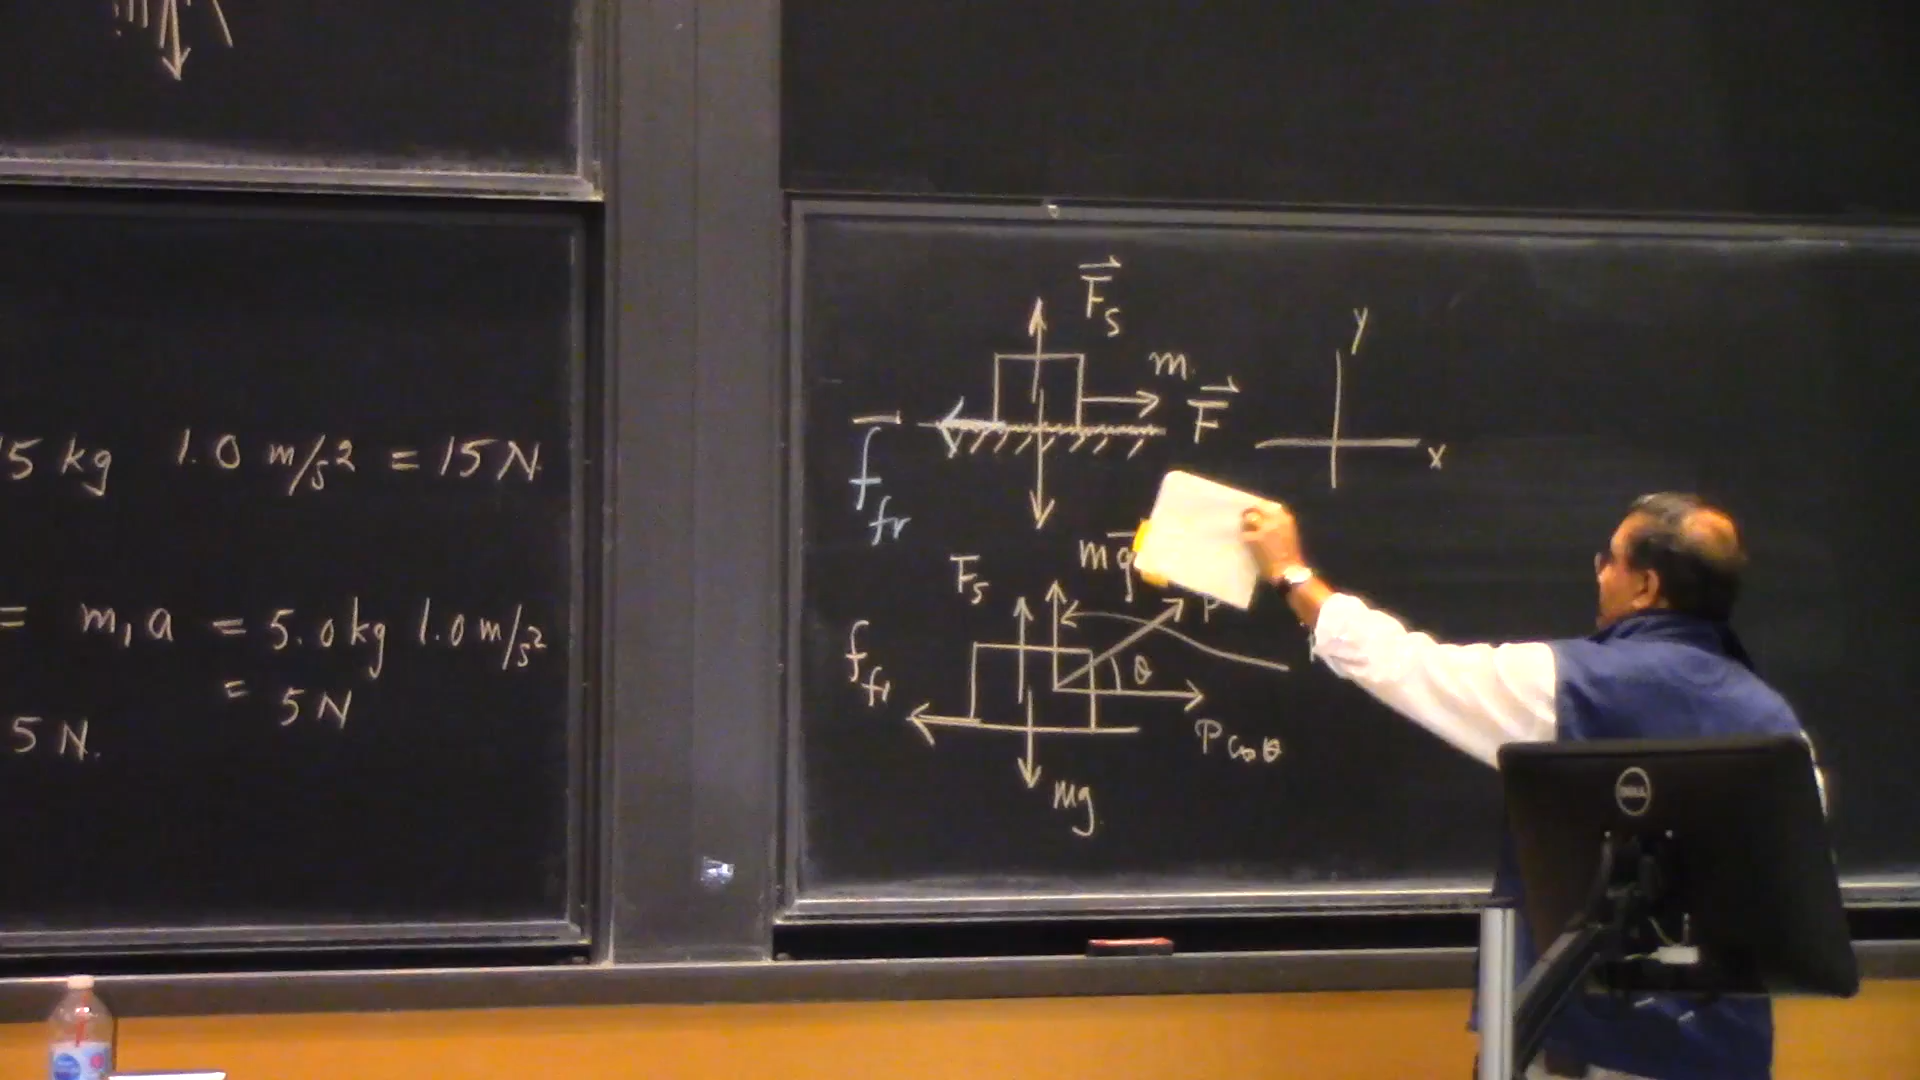 5 kg 1.0 m/s² = 15 N.
= m₁a = 5.0 kg 1.0 m/s²
= 5 N
5 N.
F⃗s
m.
F⃗
f⃗fr
mg⃗
y
x
Fs
P
ffr
θ
P cos θ
mg
DELL